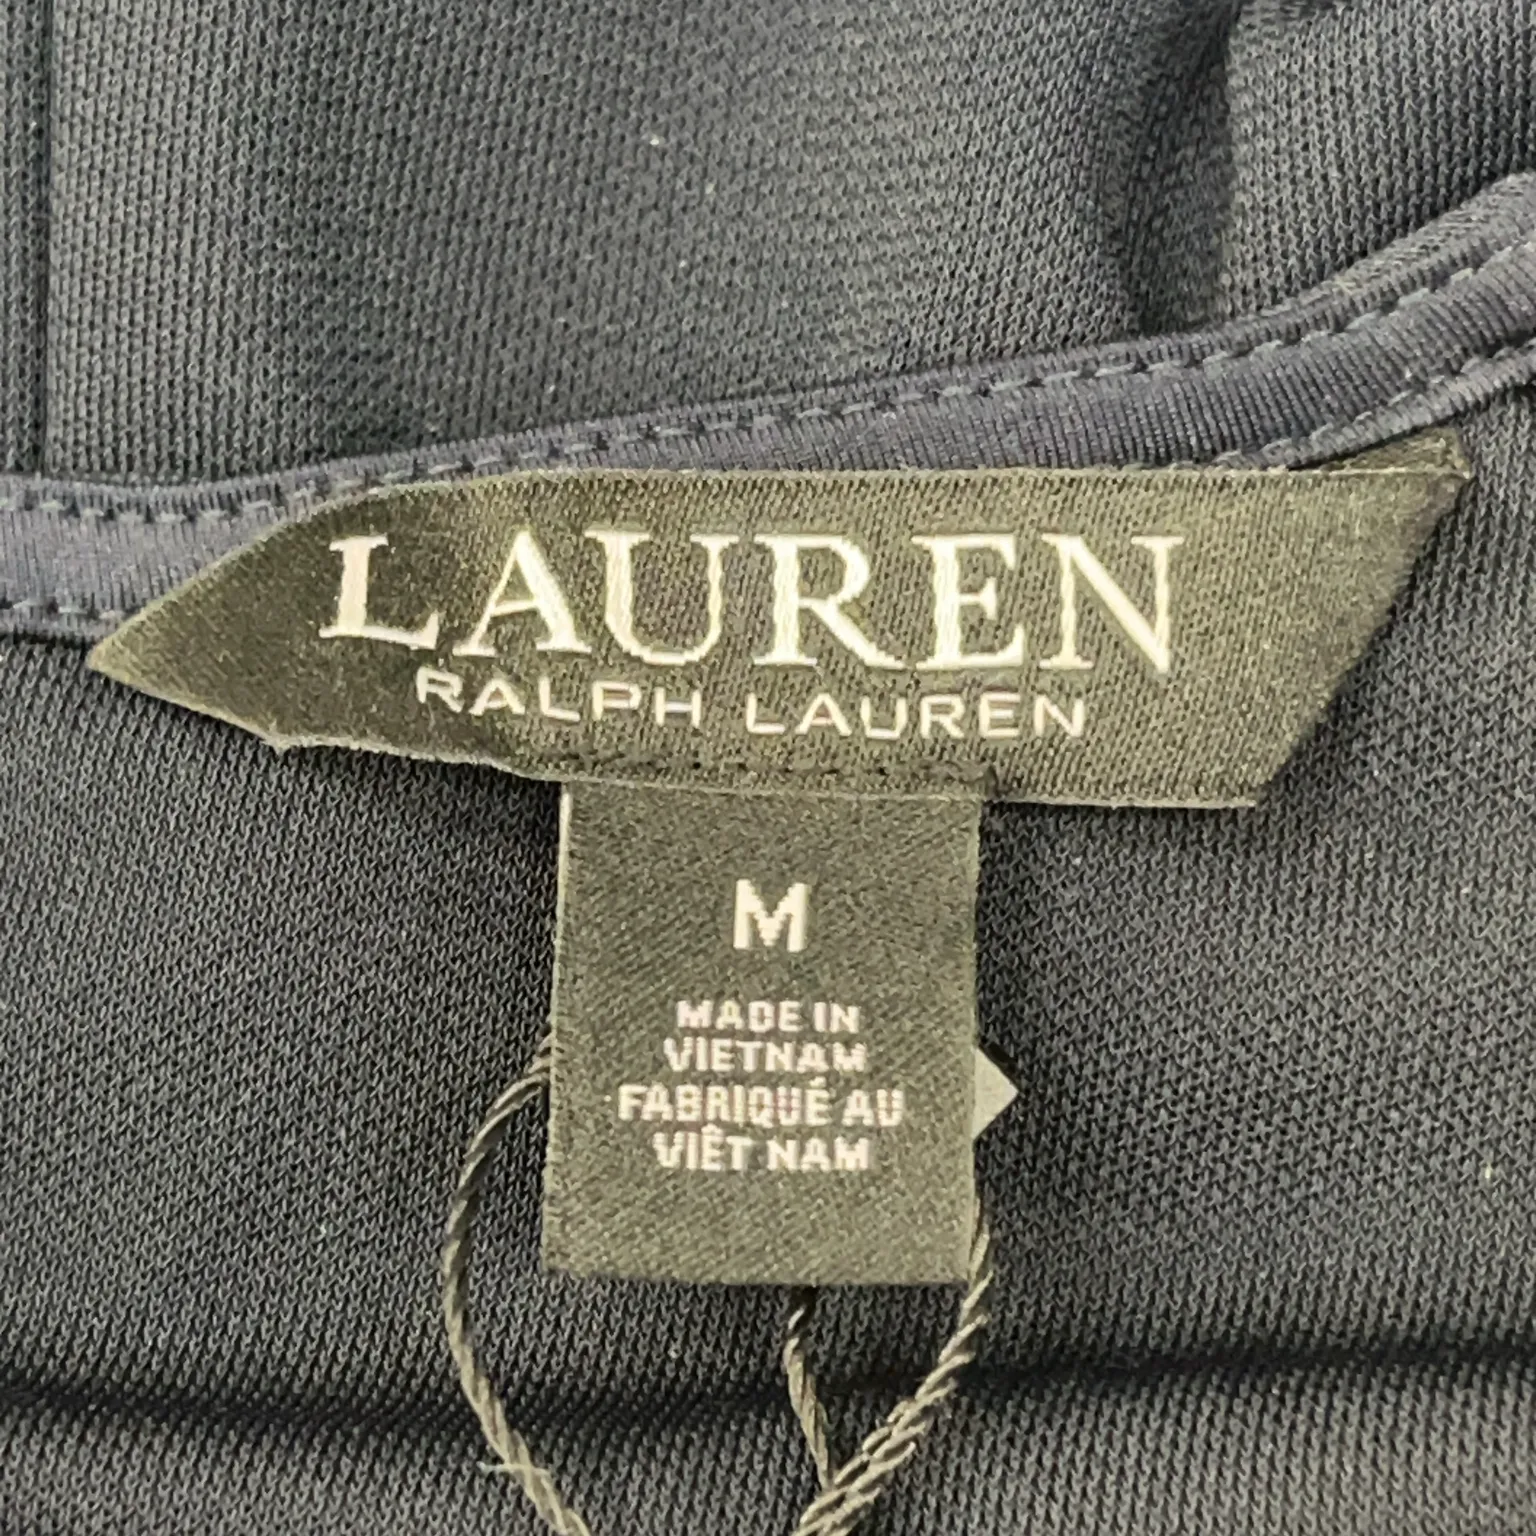 LAUREN
RALPH LAUREN
M
MADE IN
VIETNAM
FABRIQUÉ AU
VIÊT NAM